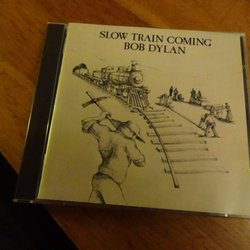 SLOW TRAIN COMING
BOB DYLAN